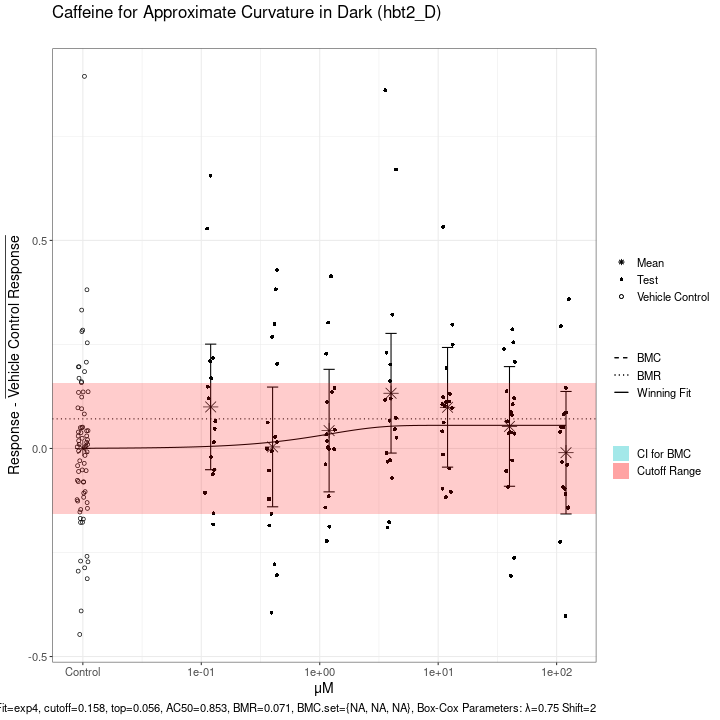 Caffeine for Approximate Curvature in Dark (hbt2_D)
Response - Vehicle Control Response
0.5
0.0
-0.5
Control
1e-01
1e+00
1e+01
1e+02
μM
Mean
Test
Vehicle Control
BMC
BMR
Winning Fit
CI for BMC
Cutoff Range
Fit=exp4, cutoff=0.158, top=0.056, AC50=0.853, BMR=0.071, BMC.set={NA, NA, NA}, Box-Cox Parameters: λ=0.75 Shift=2